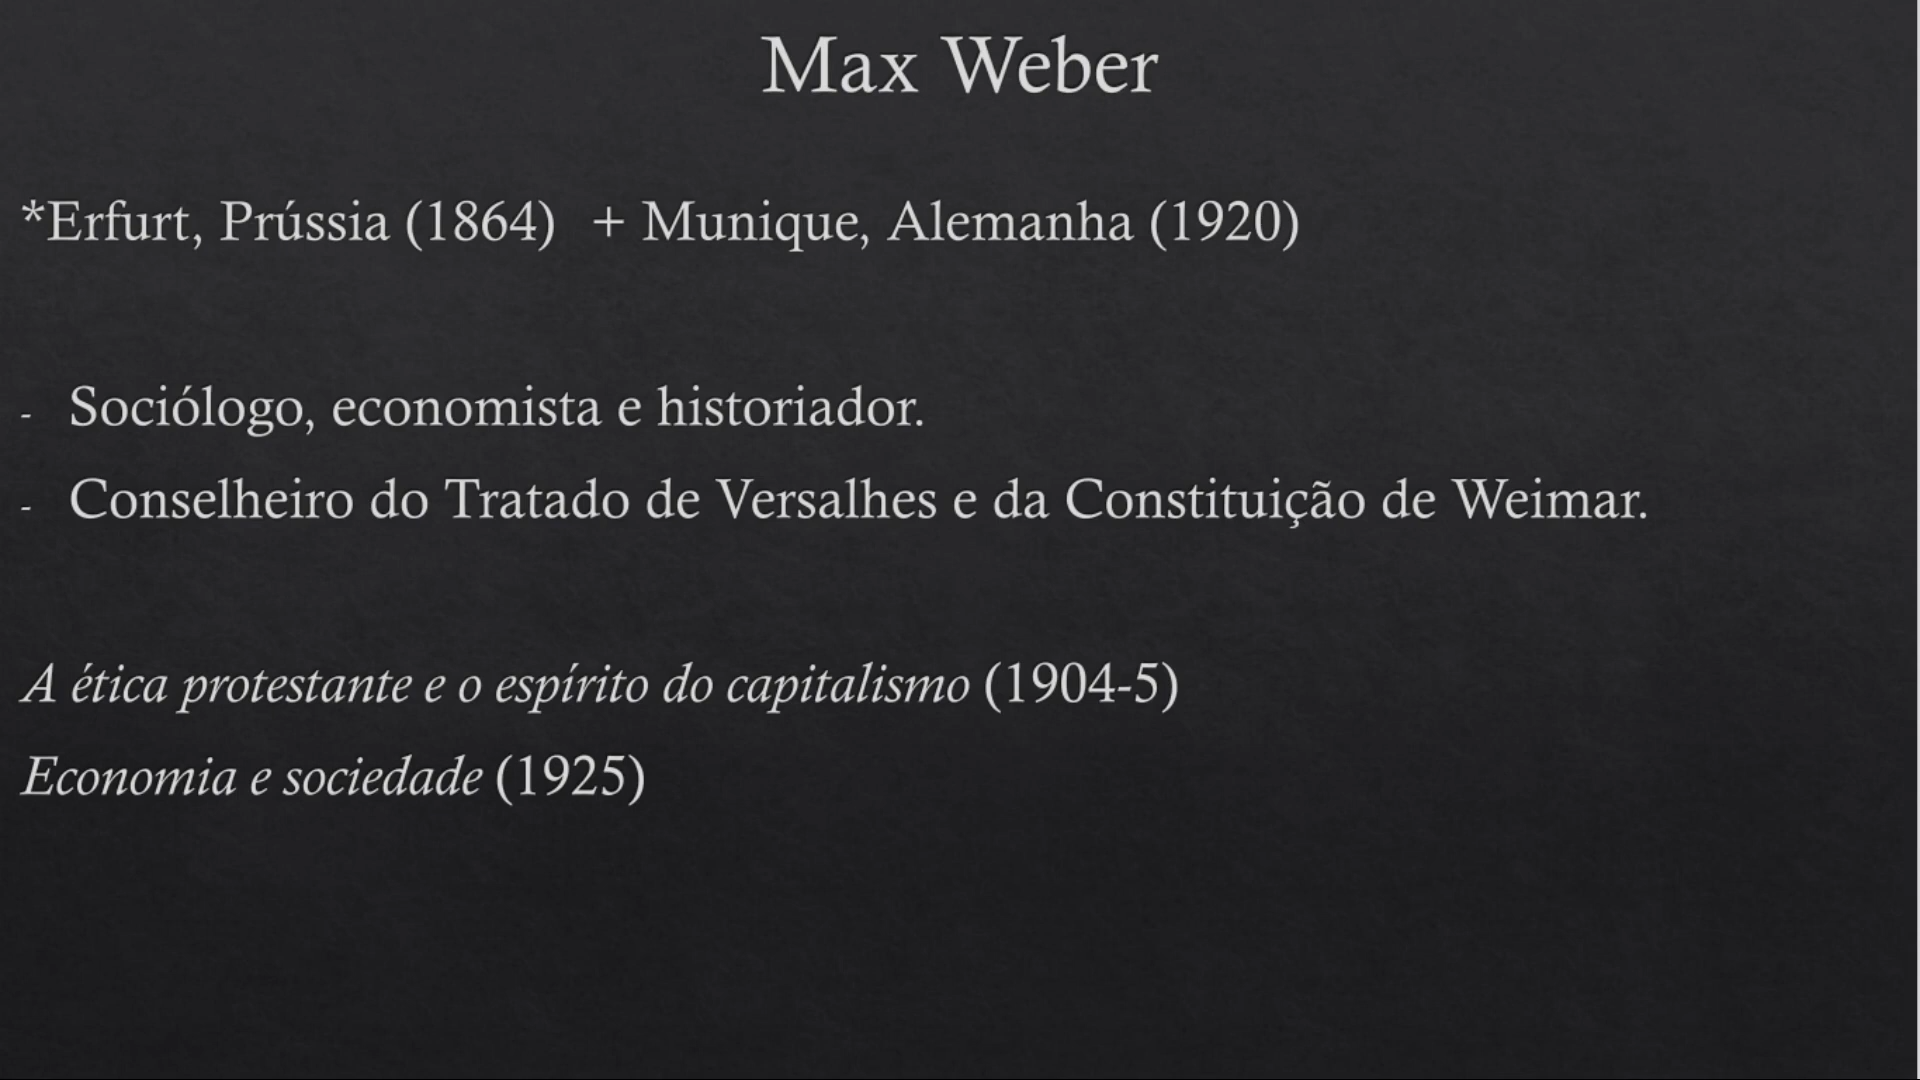 Max Weber
*Erfurt, Prússia (1864)  + Munique, Alemanha (1920)
- Sociólogo, economista e historiador.
- Conselheiro do Tratado de Versalhes e da Constituição de Weimar.
A ética protestante e o espírito do capitalismo (1904-5)
Economia e sociedade (1925)